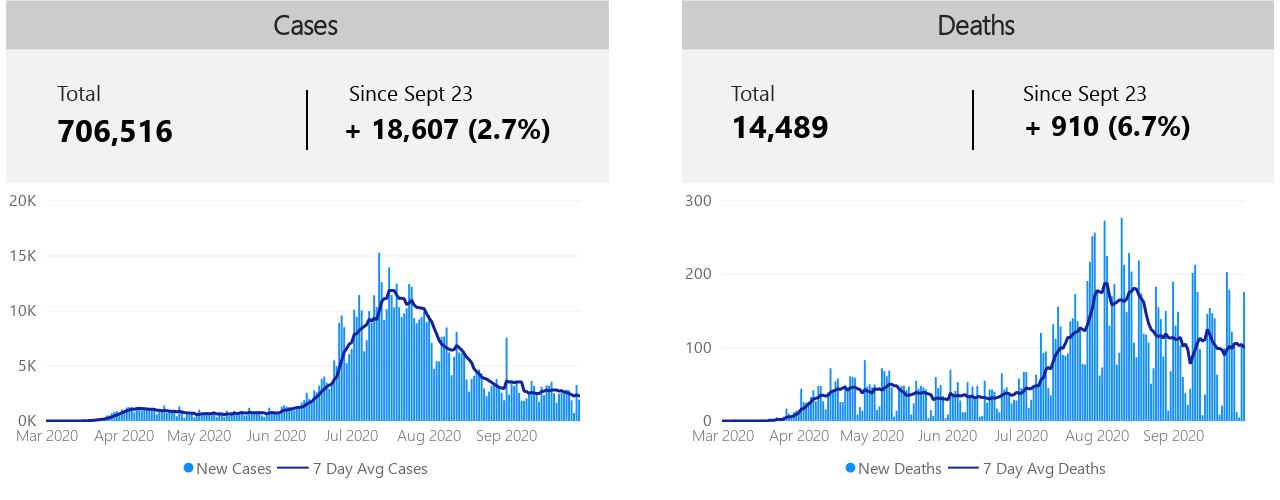 Cases
Total
Since Sept 23
706,516
+ 18,607 (2.7%)
20K
15K
10K
5K
0K
Mar 2020 Apr 2020 May 2020 Jun 2020 Jul 2020 Aug 2020 Sep 2020
New Cases 7 Day Avg Cases
Deaths
Total
Since Sept 23
14,489
+ 910 (6.7%)
300
200
100
0
Mar 2020 Apr 2020 May 2020 Jun 2020 Jul 2020 Aug 2020 Sep 2020
New Deaths 7 Day Avg Deaths